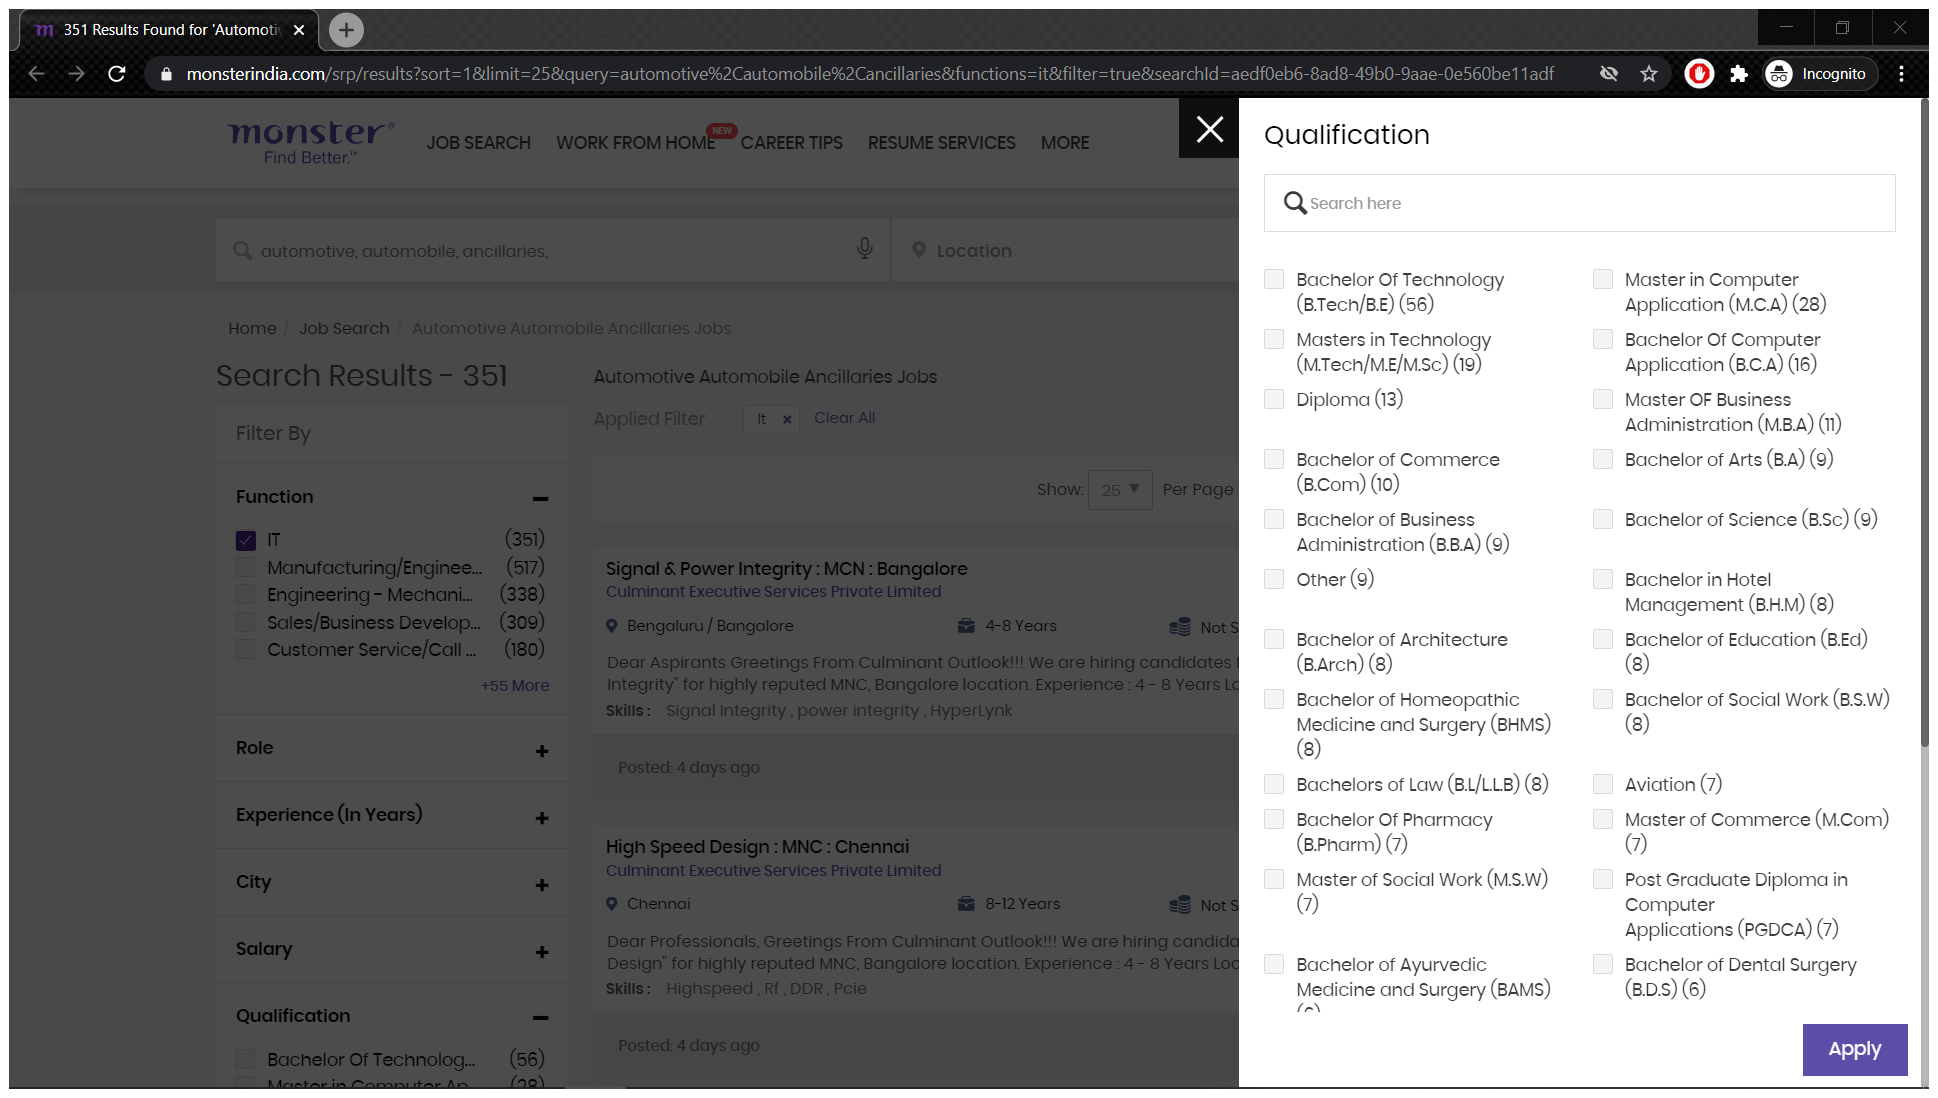 351 Results Found for 'Automoti
monsterindia.com/srp/results?sort=1&limit=25&query=automotive%2Cautomobile%2Cancillaries&functions=it&filter=true&searchId=aedf0eb6-8ad8-49b0-9aae-0e560be11adf
Incognito
monster
Find Better.™
JOB SEARCH
WORK FROM HOME
NEW
CAREER TIPS
RESUME SERVICES
MORE
automotive, automobile, ancillaries,
Location
Home / Job Search / Automotive Automobile Ancillaries Jobs
Search Results - 351
Filter By
Function
IT (351)
Manufacturing/Enginee... (517)
Engineering - Mechani... (338)
Sales/Business Develop... (309)
Customer Service/Call ... (180)
+55 More
Role
Experience (In Years)
City
Salary
Qualification
Bachelor Of Technolog... (56)
Master in Computer Ap... (28)
Automotive Automobile Ancillaries Jobs
Applied Filter
It x
Clear All
Show: 25 Per Page
Signal & Power Integrity : MCN : Bangalore
Culminant Executive Services Private Limited
Bengaluru / Bangalore
4-8 Years
Not S
Dear Aspirants Greetings From Culminant Outlook!!! We are hiring candidates f
Integrity" for highly reputed MNC, Bangalore location. Experience : 4 - 8 Years Lo
Skills : Signal Integrity , power integrity , HyperLynk
Posted: 4 days ago
High Speed Design : MNC : Chennai
Culminant Executive Services Private Limited
Chennai
8-12 Years
Not S
Dear Professionals, Greetings From Culminant Outlook!!! We are hiring candida
Design" for highly reputed MNC, Bangalore location. Experience : 4 - 8 Years Loc
Skills : Highspeed , Rf , DDR , Pcie
Posted: 4 days ago
Qualification
Search here
Bachelor Of Technology
(B.Tech/B.E) (56)
Master in Computer
Application (M.C.A) (28)
Masters in Technology
(M.Tech/M.E/M.Sc) (19)
Bachelor Of Computer
Application (B.C.A) (16)
Diploma (13)
Master OF Business
Administration (M.B.A) (11)
Bachelor of Commerce
(B.Com) (10)
Bachelor of Arts (B.A) (9)
Bachelor of Business
Administration (B.B.A) (9)
Bachelor of Science (B.Sc) (9)
Other (9)
Bachelor in Hotel
Management (B.H.M) (8)
Bachelor of Architecture
(B.Arch) (8)
Bachelor of Education (B.Ed)
(8)
Bachelor of Homeopathic
Medicine and Surgery (BHMS)
(8)
Bachelor of Social Work (B.S.W)
(8)
Bachelors of Law (B.L/L.L.B) (8)
Aviation (7)
Bachelor Of Pharmacy
(B.Pharm) (7)
Master of Commerce (M.Com)
(7)
Master of Social Work (M.S.W)
(7)
Post Graduate Diploma in
Computer
Applications (PGDCA) (7)
Bachelor of Ayurvedic
Medicine and Surgery (BAMS)
(6)
Bachelor of Dental Surgery
(B.D.S) (6)
Apply